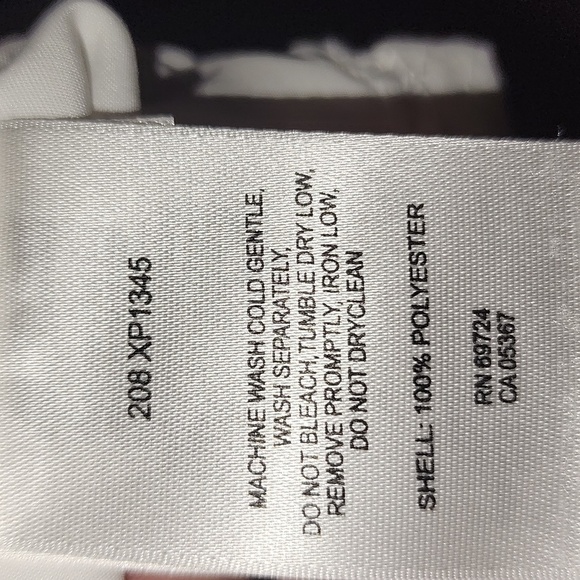 208 XP1345
MACHINE WASH COLD GENTLE,
WASH SEPARATELY,
DO NOT BLEACH,TUMBLE DRY LOW,
REMOVE PROMPTLY, IRON LOW,
DO NOT DRYCLEAN
SHELL: 100% POLYESTER
RN 69724
CA 05367